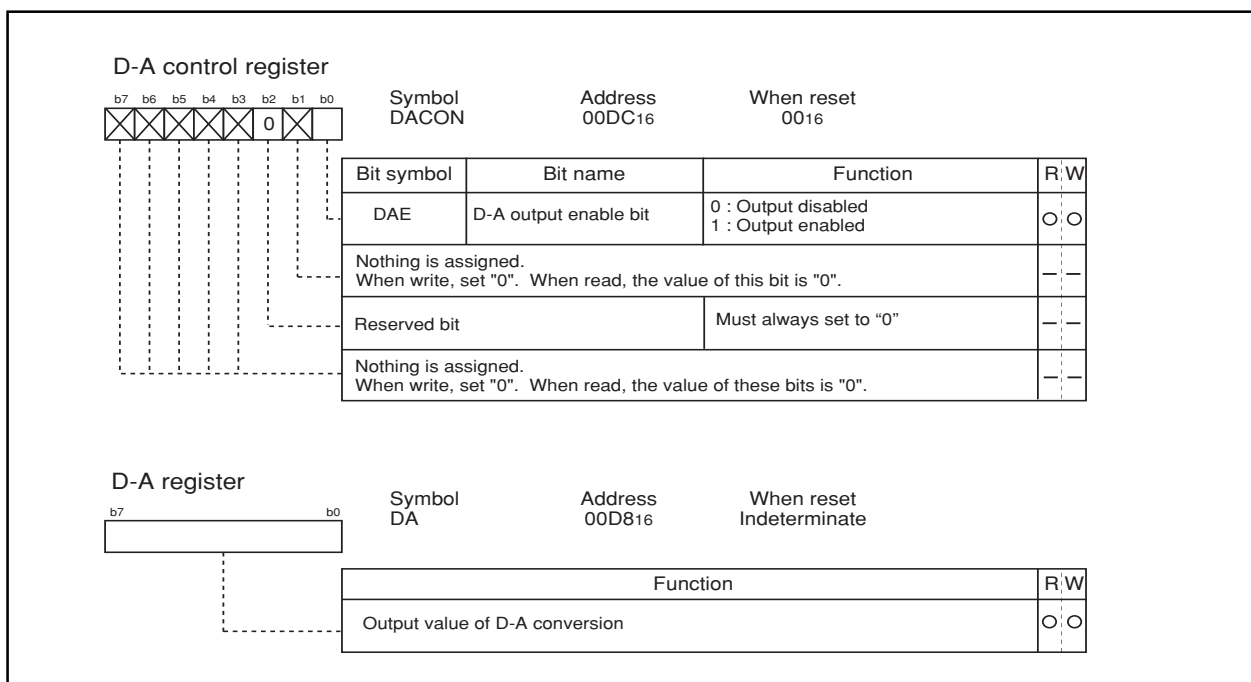 D-A control register
b7 b6 b5 b4 b3 b2 b1 b0
0
Symbol Address When reset
DACON 00DC16 0016
Bit symbol Bit name Function R W
DAE D-A output enable bit 0 : Output disabled
1 : Output enabled
Nothing is assigned.
When write, set "0". When read, the value of this bit is "0".
Reserved bit Must always set to “0”
Nothing is assigned.
When write, set "0". When read, the value of these bits is "0".
D-A register
b7 b0
Symbol Address When reset
DA 00D816 Indeterminate
Function R W
Output value of D-A conversion